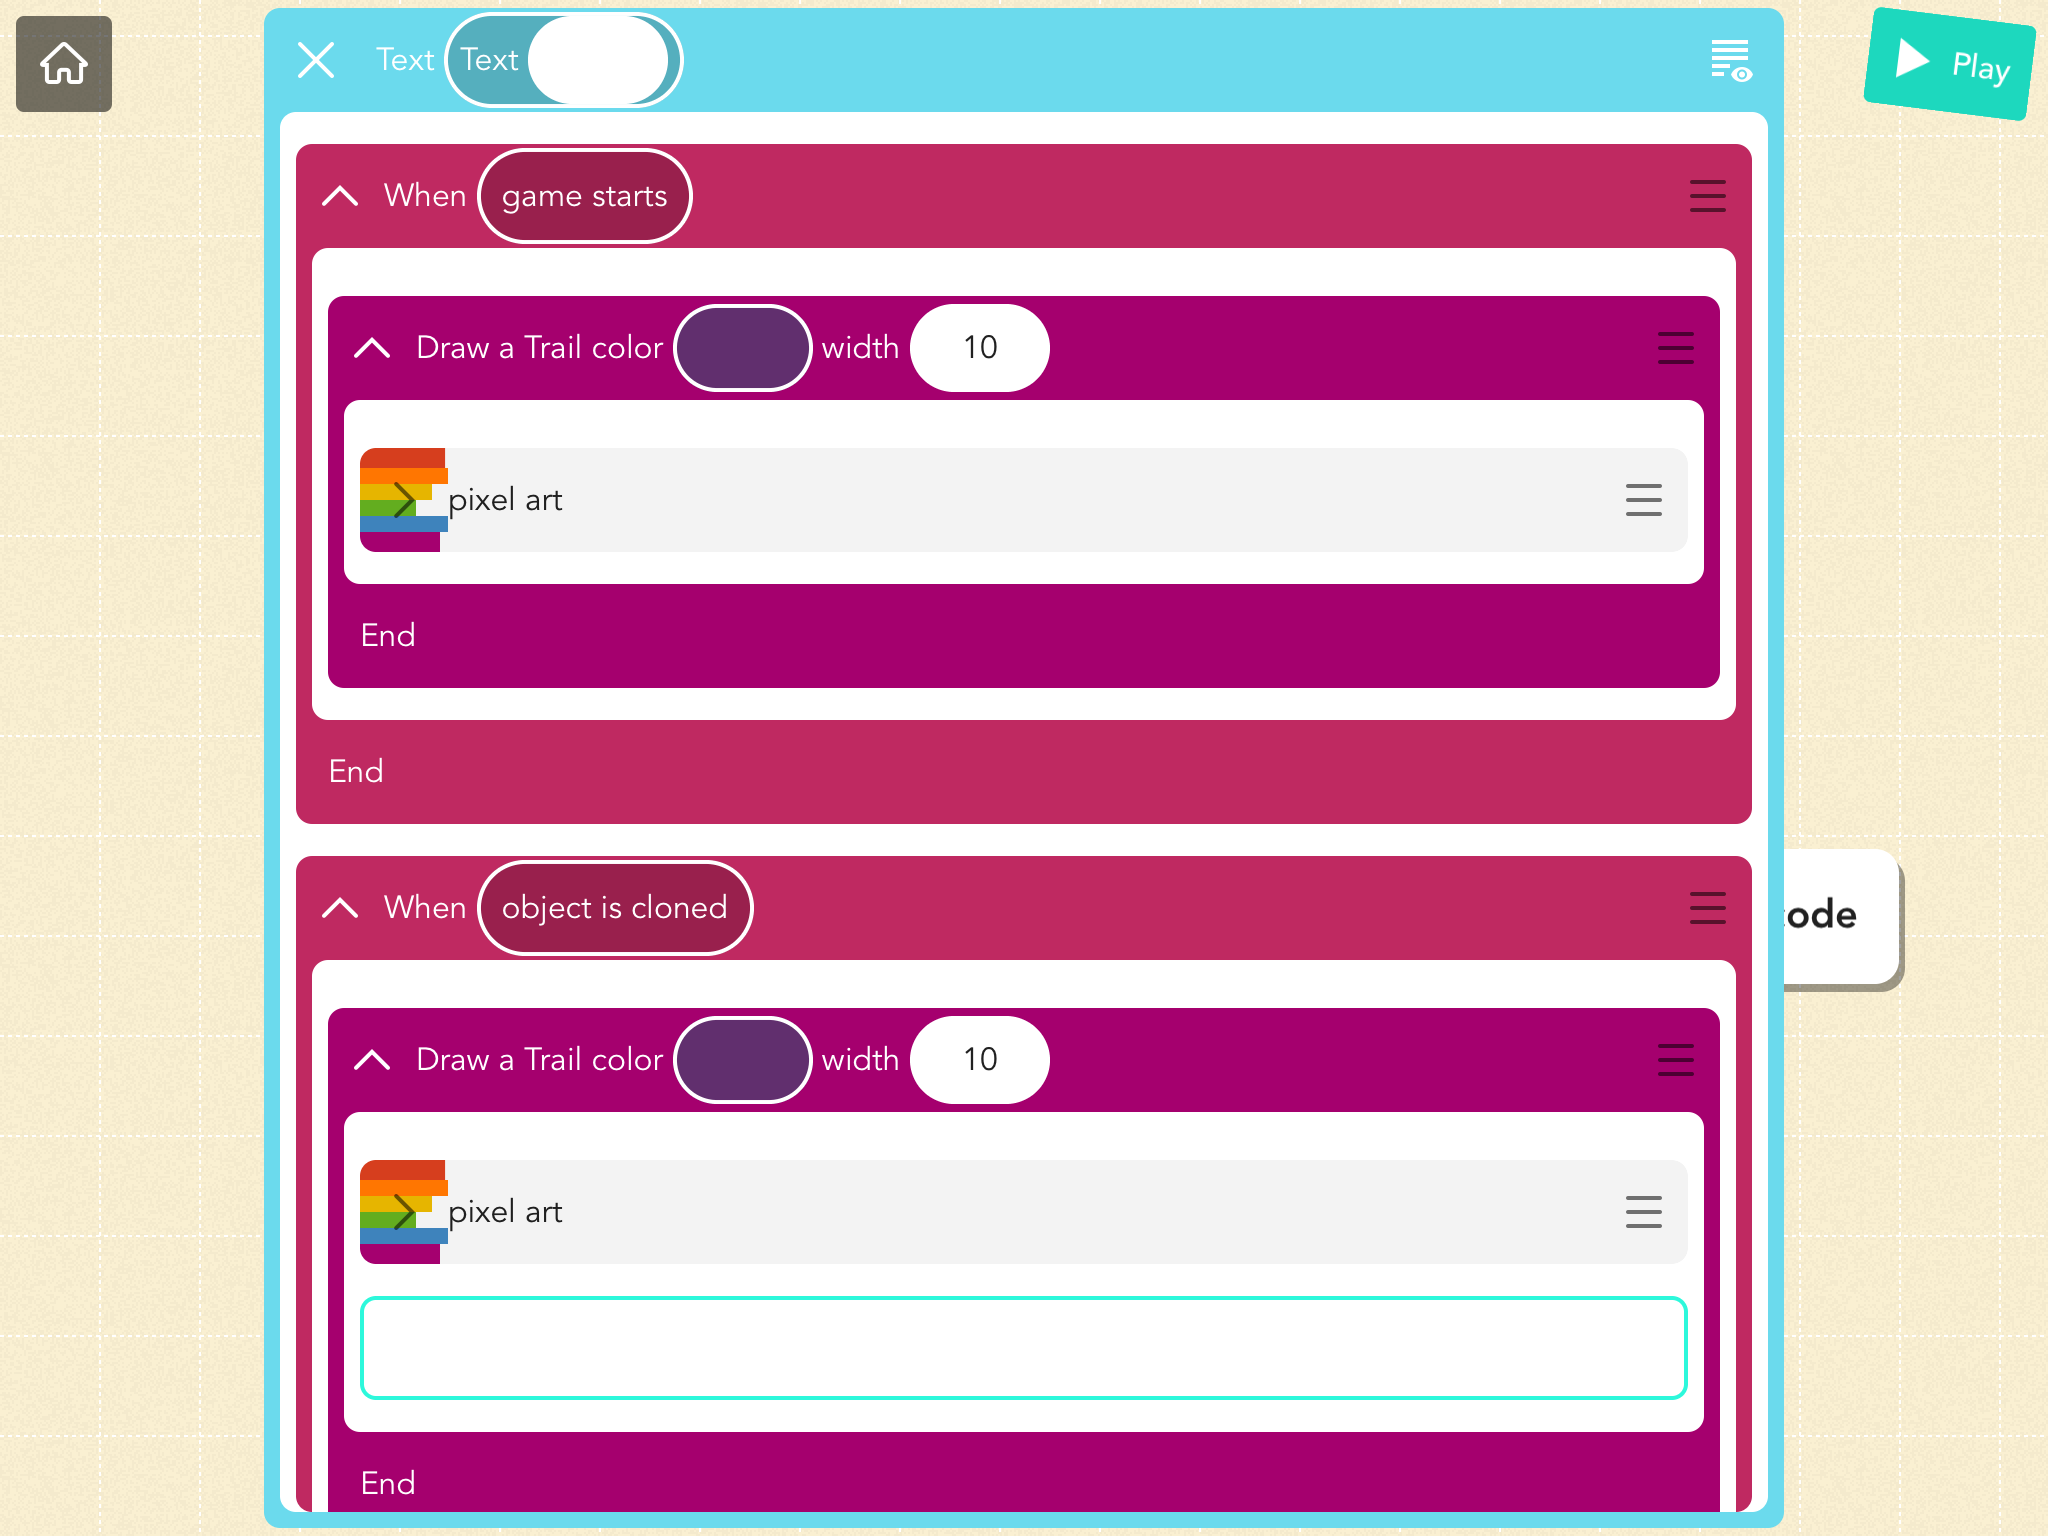 Text Text
Play
When game starts
Draw a Trail color width 10
pixel art
End
End
When object is cloned
code
Draw a Trail color width 10
pixel art
End